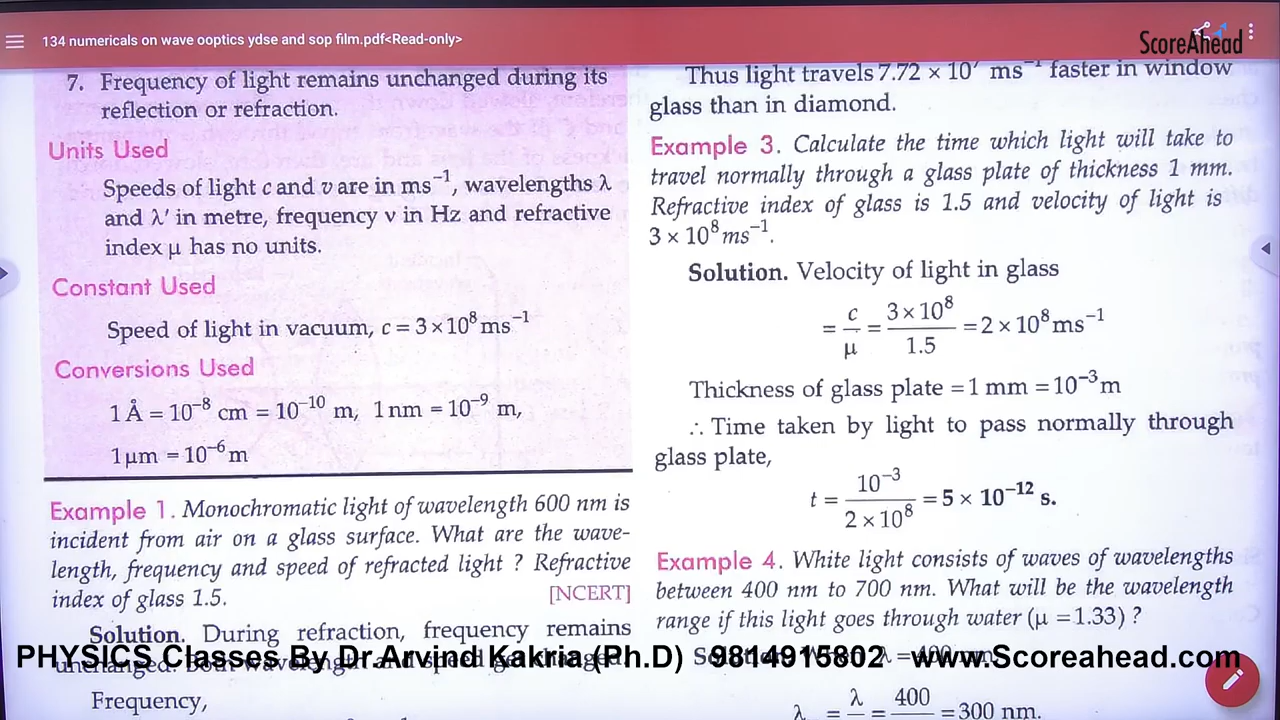 134 numericals on wave ooptics ydse and sop film.pdf<Read-only>
ScoreAhead
7. Frequency of light remains unchanged during its
reflection or refraction.
Units Used
Speeds of light c and v are in ms⁻¹, wavelengths λ
and λ' in metre, frequency ν in Hz and refractive
index μ has no units.
Constant Used
Speed of light in vacuum, c = 3 × 10⁸ ms⁻¹
Conversions Used
1 Å = 10⁻⁸ cm = 10⁻¹⁰ m, 1 nm = 10⁻⁹ m,
1 μm = 10⁻⁶ m
Example 1. Monochromatic light of wavelength 600 nm is
incident from air on a glass surface. What are the wave-
length, frequency and speed of refracted light ? Refractive
index of glass 1.5. [NCERT]
Solution. During refraction, frequency remains
unchanged. Both wavelength and speed get changed.
Frequency,
Thus light travels 7.72 × 10⁷ ms⁻¹ faster in window
glass than in diamond.
Example 3. Calculate the time which light will take to
travel normally through a glass plate of thickness 1 mm.
Refractive index of glass is 1.5 and velocity of light is
3 × 10⁸ ms⁻¹.
Solution. Velocity of light in glass
= c/μ = 3 × 10⁸/1.5 = 2 × 10⁸ ms⁻¹
Thickness of glass plate = 1 mm = 10⁻³ m
∴ Time taken by light to pass normally through
glass plate,
t = 10⁻³/2 × 10⁸ = 5 × 10⁻¹² s.
Example 4. White light consists of waves of wavelengths
between 400 nm to 700 nm. What will be the wavelength
range if this light goes through water (μ = 1.33) ?
λ = 400 nm
λ = λ/ = 400/ = 300 nm.
PHYSICS Classes By Dr Arvind Kakria (Ph.D) 9814915802 www.Scoreahead.com